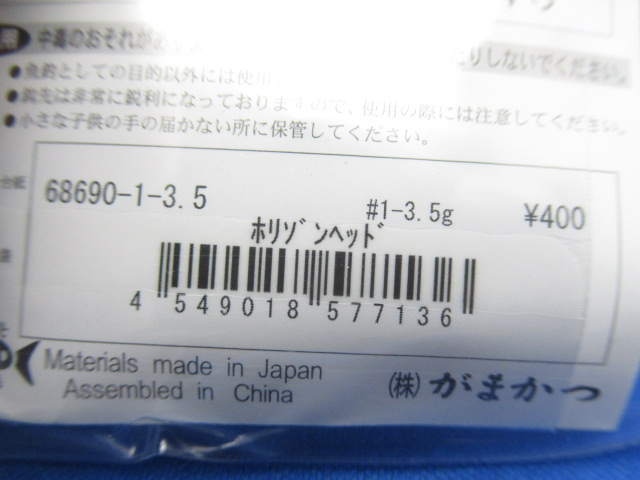 中毒のおそれがあ
りしないでください。
●魚釣としての目的以外には使用
●鈎先は非常に鋭利になっておりますので、使用の際には注意してください。
●小さな子供の手の届かない所に保管してください。
台紙
68690-1-3.5 #1-3.5g ¥400
ホリゾンヘッド
4 549018 577136
Materials made in Japan
Assembled in China
(株) がまかつ